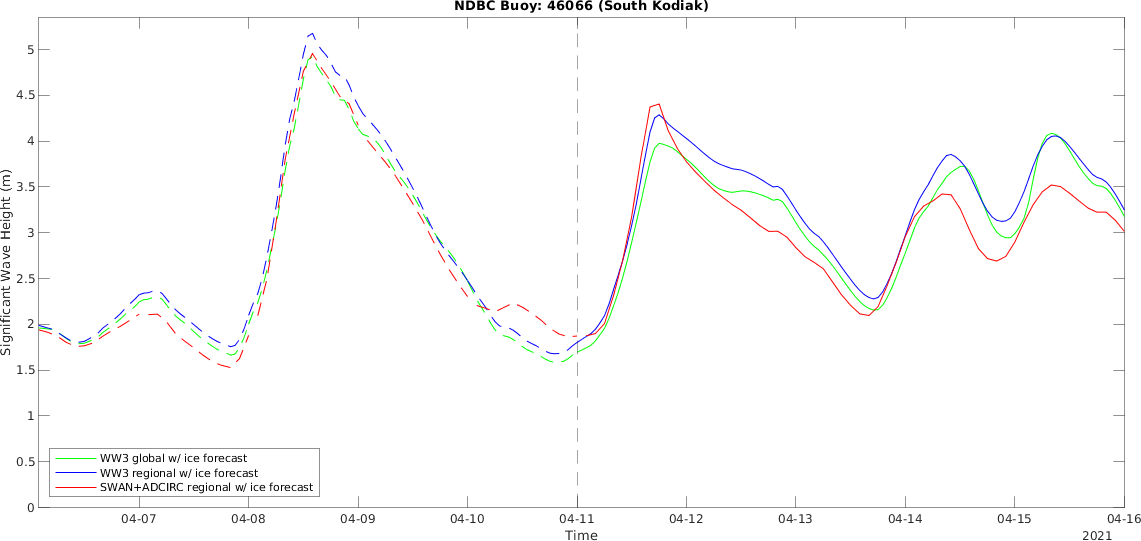 NDBC Buoy: 46066 (South Kodiak)
Significant Wave Height (m)
5
4.5
4
3.5
3
2.5
2
1.5
1
0.5
0
WW3 global w/ ice forecast
WW3 regional w/ ice forecast
SWAN+ADCIRC regional w/ ice forecast
04-07 04-08 04-09 04-10 04-11 04-12 04-13 04-14 04-15 04-16
Time
2021